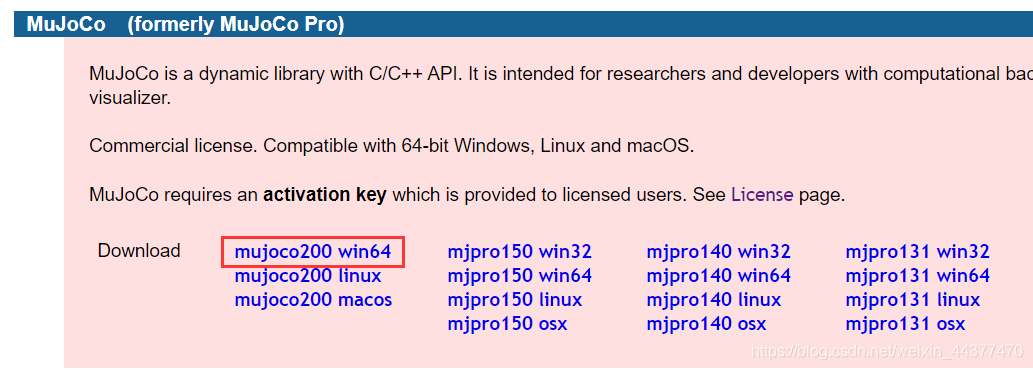 MuJoCo (formerly MuJoCo Pro)
MuJoCo is a dynamic library with C/C++ API. It is intended for researchers and developers with computational bac
visualizer.
Commercial license. Compatible with 64-bit Windows, Linux and macOS.
MuJoCo requires an activation key which is provided to licensed users. See License page.
Download mujoco200 win64 mjpro150 win32 mjpro140 win32 mjpro131 win32
mujoco200 linux mjpro150 win64 mjpro140 win64 mjpro131 win64
mujoco200 macos mjpro150 linux mjpro140 linux mjpro131 linux
mjpro150 osx mjpro140 osx mjpro131 osx
https://blog.csdn.net/weixin_44377470